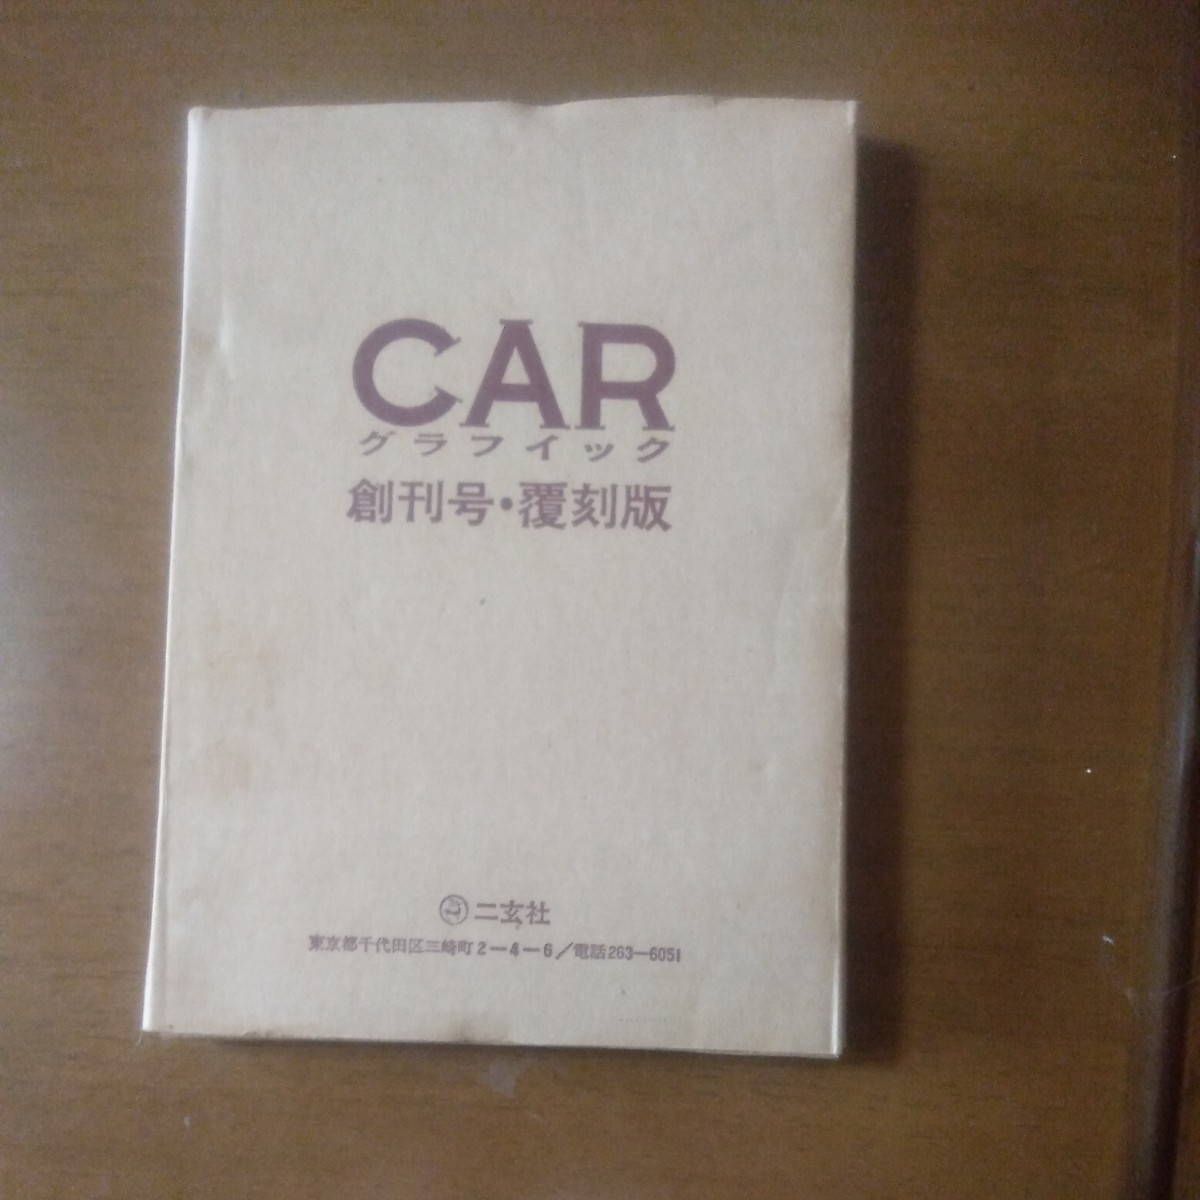 CAR
グラフイック
創刊号・覆刻版
二玄社
東京都千代田区三崎町2－4－6／電話263－6051